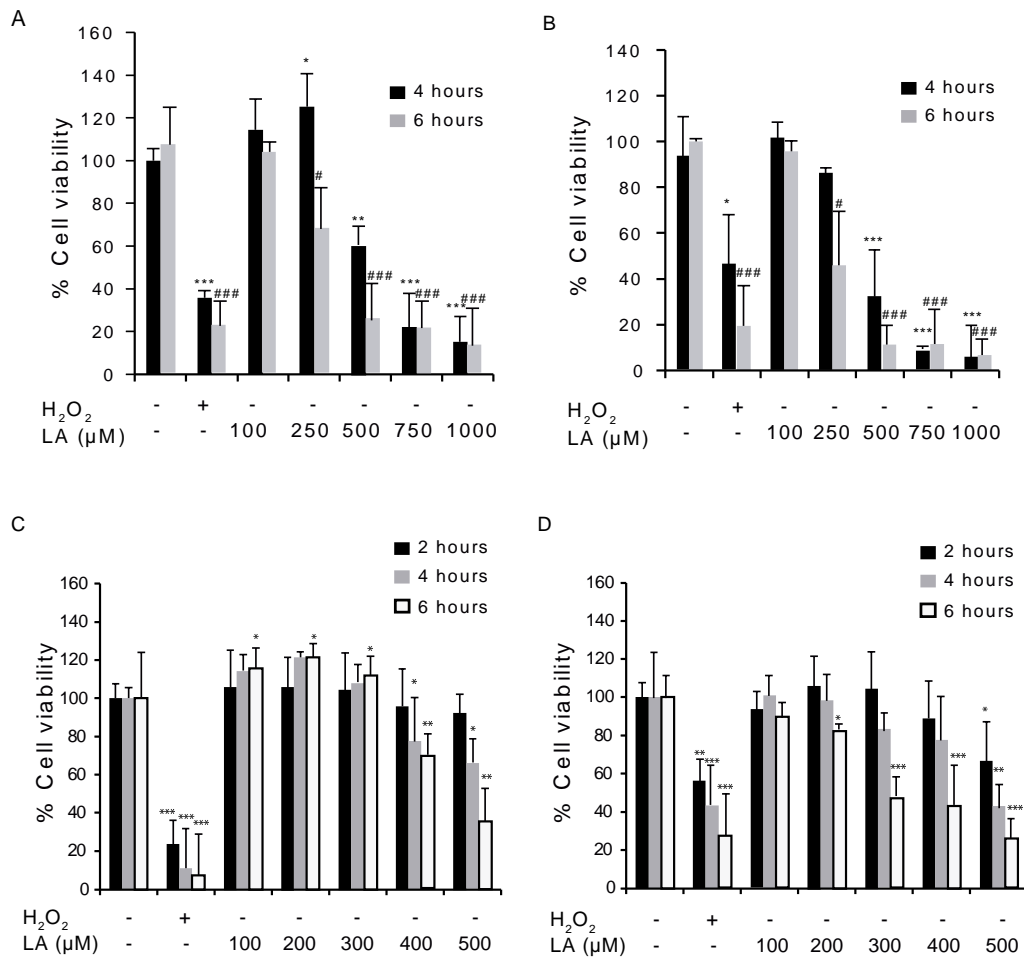 A
160
140
120
100
80
60
40
20
0
% Cell viability
4 hours
6 hours
*
#
**
***
###
###
***
###
***
###
H2O2 - + - - - - -
LA (µM) - - 100 250 500 750 1000
B
140
120
100
80
60
40
20
0
% Cell viability
4 hours
6 hours
*
###
#
***
###
***
###
***
###
H2O2 - + - - - - -
LA (µM) - - 100 250 500 750 1000
C
2 hours
4 hours
6 hours
160
140
120
100
80
60
40
20
0
% Cell viability
***
***
***
*
*
*
*
**
*
**
H2O2 - + - - - - -
LA (µM) - - 100 200 300 400 500
D
2 hours
4 hours
6 hours
160
140
120
100
80
60
40
20
0
% Cell viability
**
***
***
*
***
***
*
**
***
H2O2 - + - - - - -
LA (µM) - - 100 200 300 400 500